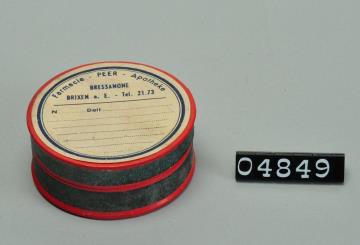 Farmacia - PEER - Apotheke
BRESSANONE
BRIXEN a. E. - Tel. 21.73
N
Dott.
04849